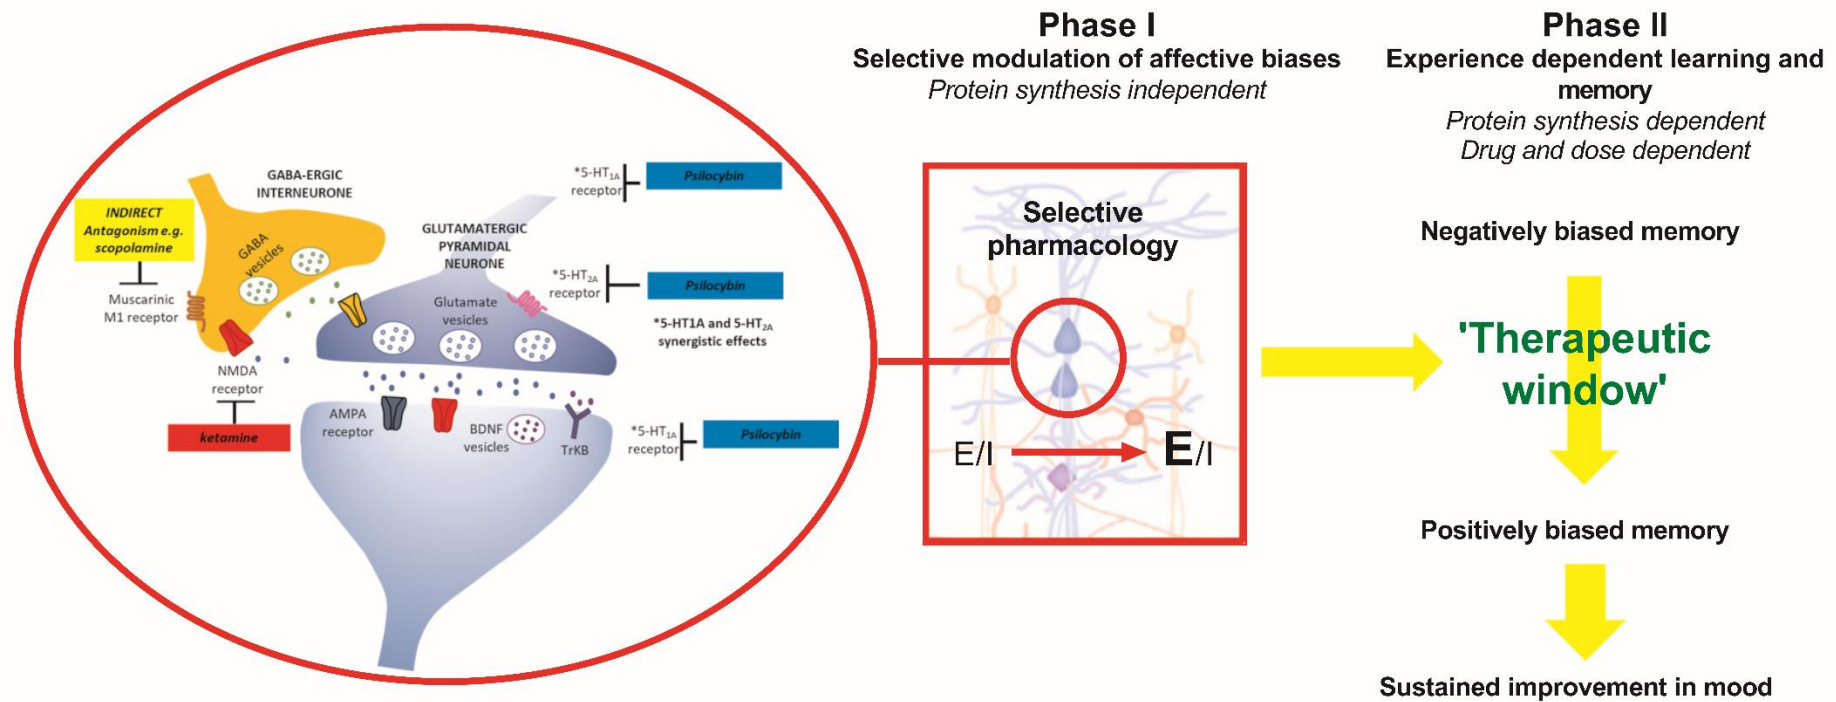 Phase I
Selective modulation of affective biases
Protein synthesis independent
Phase II
Experience dependent learning and
memory
Protein synthesis dependent
Drug and dose dependent
GABA-ERGIC
INTERNEURONE
INDIRECT
Antagonism e.g.
scopolamine
GABA
vesicles
Muscarinic
M1 receptor
NMDA
receptor
ketamine
GLUTAMATERGIC
PYRAMIDAL
NEURONE
Glutamate
vesicles
*5-HT1A
receptor
Psilocybin
*5-HT2A
receptor
Psilocybin
*5-HT1A and 5-HT2A
synergistic effects
AMPA
receptor
BDNF
vesicles
TrKB
*5-HT1A
receptor
Psilocybin
Selective
pharmacology
E/I
E/I
Negatively biased memory
'Therapeutic
window'
Positively biased memory
Sustained improvement in mood